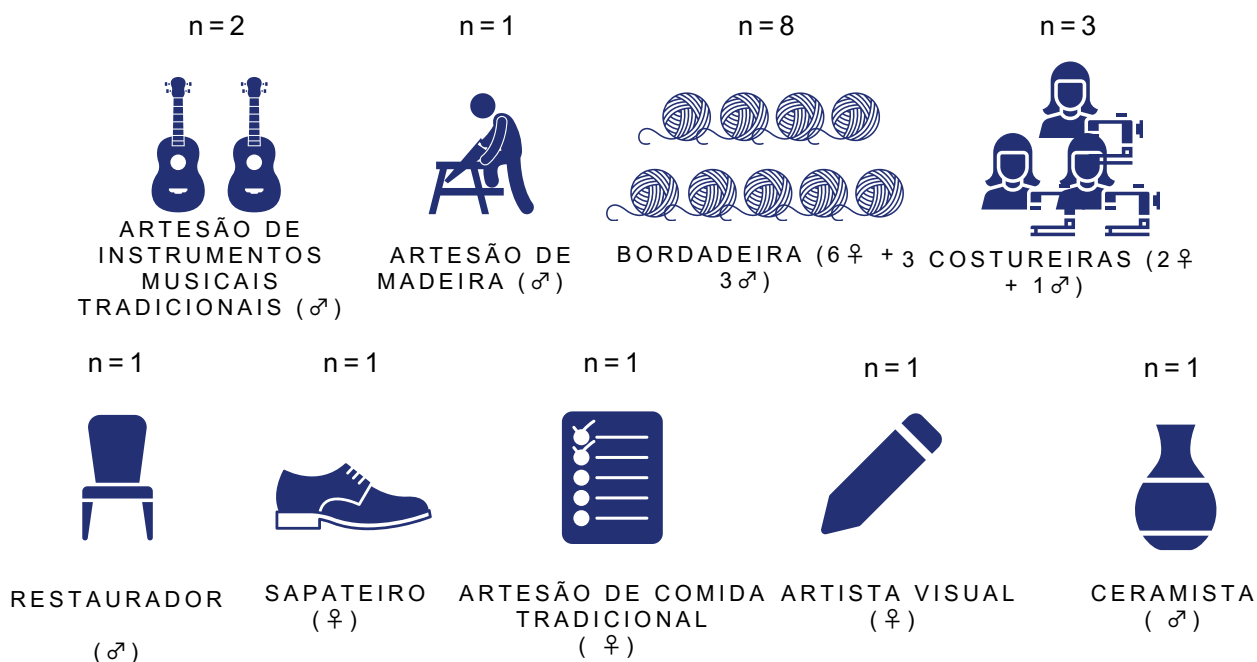 n=2
n=1
n=8
n=3
ARTESÃO DE
INSTRUMENTOS
MUSICAIS
TRADICIONAIS (♂)
ARTESÃO DE
MADEIRA (♂)
BORDADEIRA (6♀ +
3♂)
3 COSTUREIRAS (2♀
+ 1♂)
n=1
n=1
n=1
n=1
n=1
RESTAURADOR
(♂)
SAPATEIRO
(♀)
ARTESÃO DE COMIDA
TRADICIONAL
( ♀)
ARTISTA VISUAL
(♀)
CERAMISTA
( ♂)